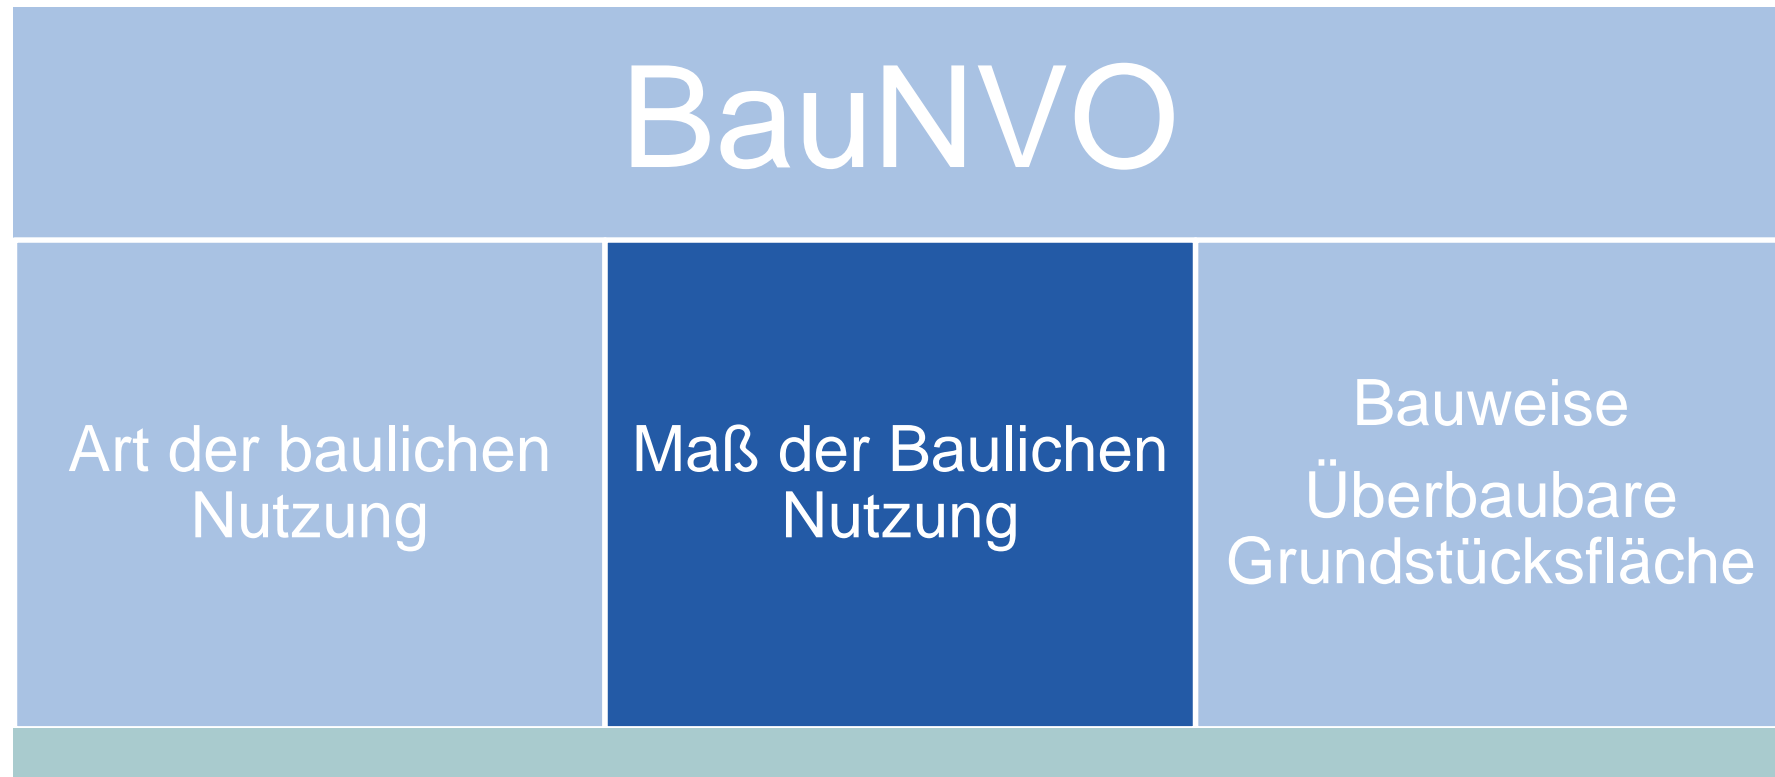 BauNVO
Art der baulichen
Nutzung
Maß der Baulichen
Nutzung
Bauweise
Überbaubare
Grundstücksfläche